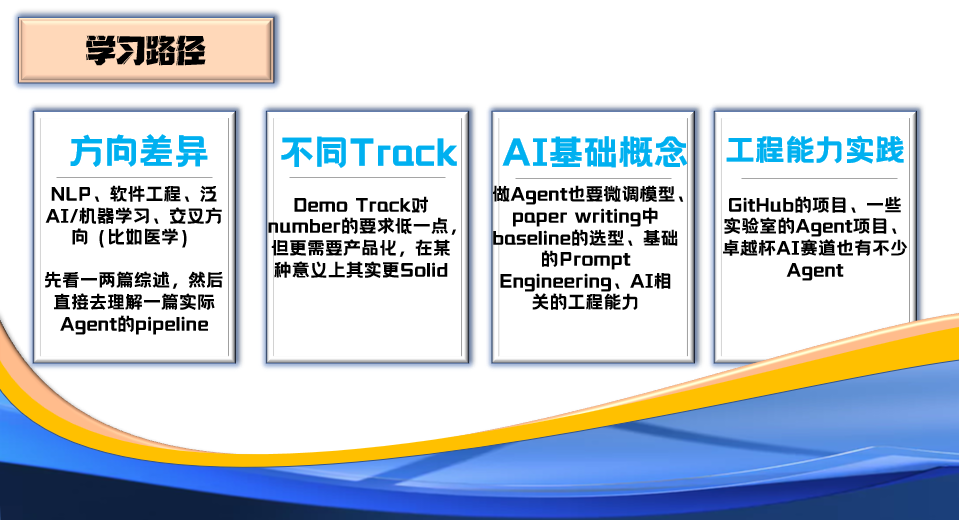 学习路径
方向差异
NLP、软件工程、泛
AI/机器学习、交叉方
向（比如医学）
先看一两篇综述，然后
直接去理解一篇实际
Agent的pipeline
不同Track
Demo Track对
number的要求低一点，
但更需要产品化，在某
种意义上其实更Solid
AI基础概念
做Agent也要微调模型、
paper writing中
baseline的选型、基础
的Prompt
Engineering、AI相
关的工程能力
工程能力实践
GitHub的项目、一些
实验室的Agent项目、
卓越杯AI赛道也有不少
Agent